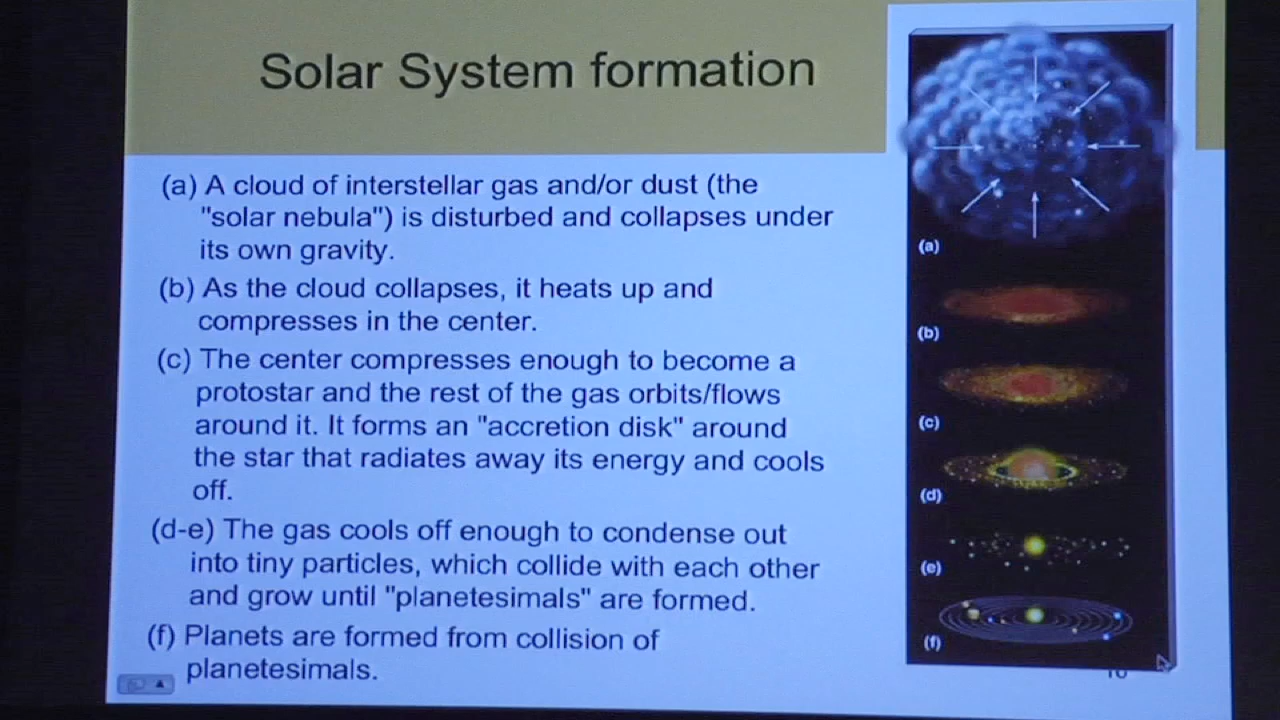 Solar System formation
(a) A cloud of interstellar gas and/or dust (the
"solar nebula") is disturbed and collapses under
its own gravity.
(b) As the cloud collapses, it heats up and
compresses in the center.
(c) The center compresses enough to become a
protostar and the rest of the gas orbits/flows
around it. It forms an "accretion disk" around
the star that radiates away its energy and cools
off.
(d-e) The gas cools off enough to condense out
into tiny particles, which collide with each other
and grow until "planetesimals" are formed.
(f) Planets are formed from collision of
planetesimals.
(a)
(b)
(c)
(d)
(e)
(f)